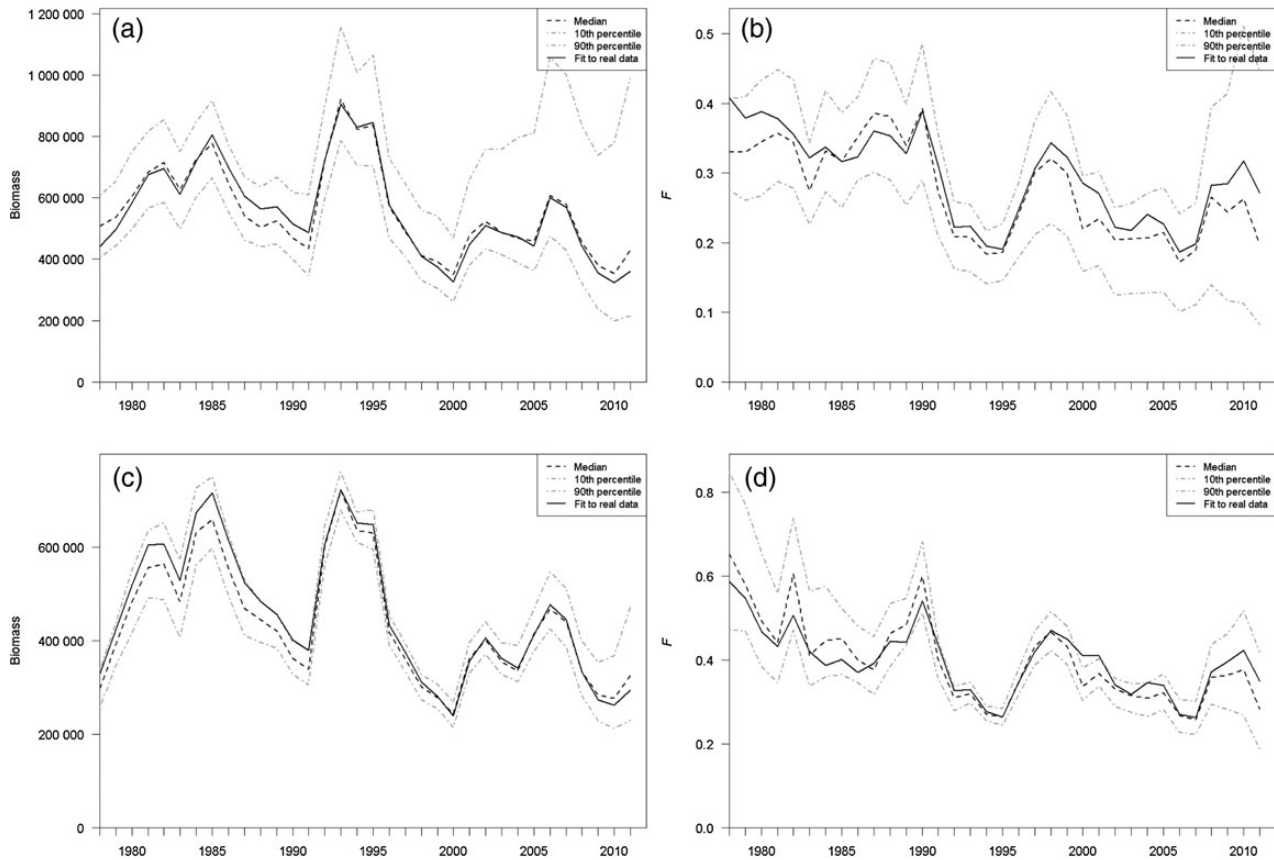 (a)
Median
10th percentile
90th percentile
Fit to real data
Biomass
1 200 000
1 000 000
800 000
600 000
400 000
200 000
0
1980 1985 1990 1995 2000 2005 2010
(b)
Median
10th percentile
90th percentile
Fit to real data
F
0.5
0.4
0.3
0.2
0.1
0.0
1980 1985 1990 1995 2000 2005 2010
(c)
Median
10th percentile
90th percentile
Fit to real data
Biomass
600 000
400 000
200 000
0
1980 1985 1990 1995 2000 2005 2010
(d)
Median
10th percentile
90th percentile
Fit to real data
F
0.8
0.6
0.4
0.2
0.0
1980 1985 1990 1995 2000 2005 2010